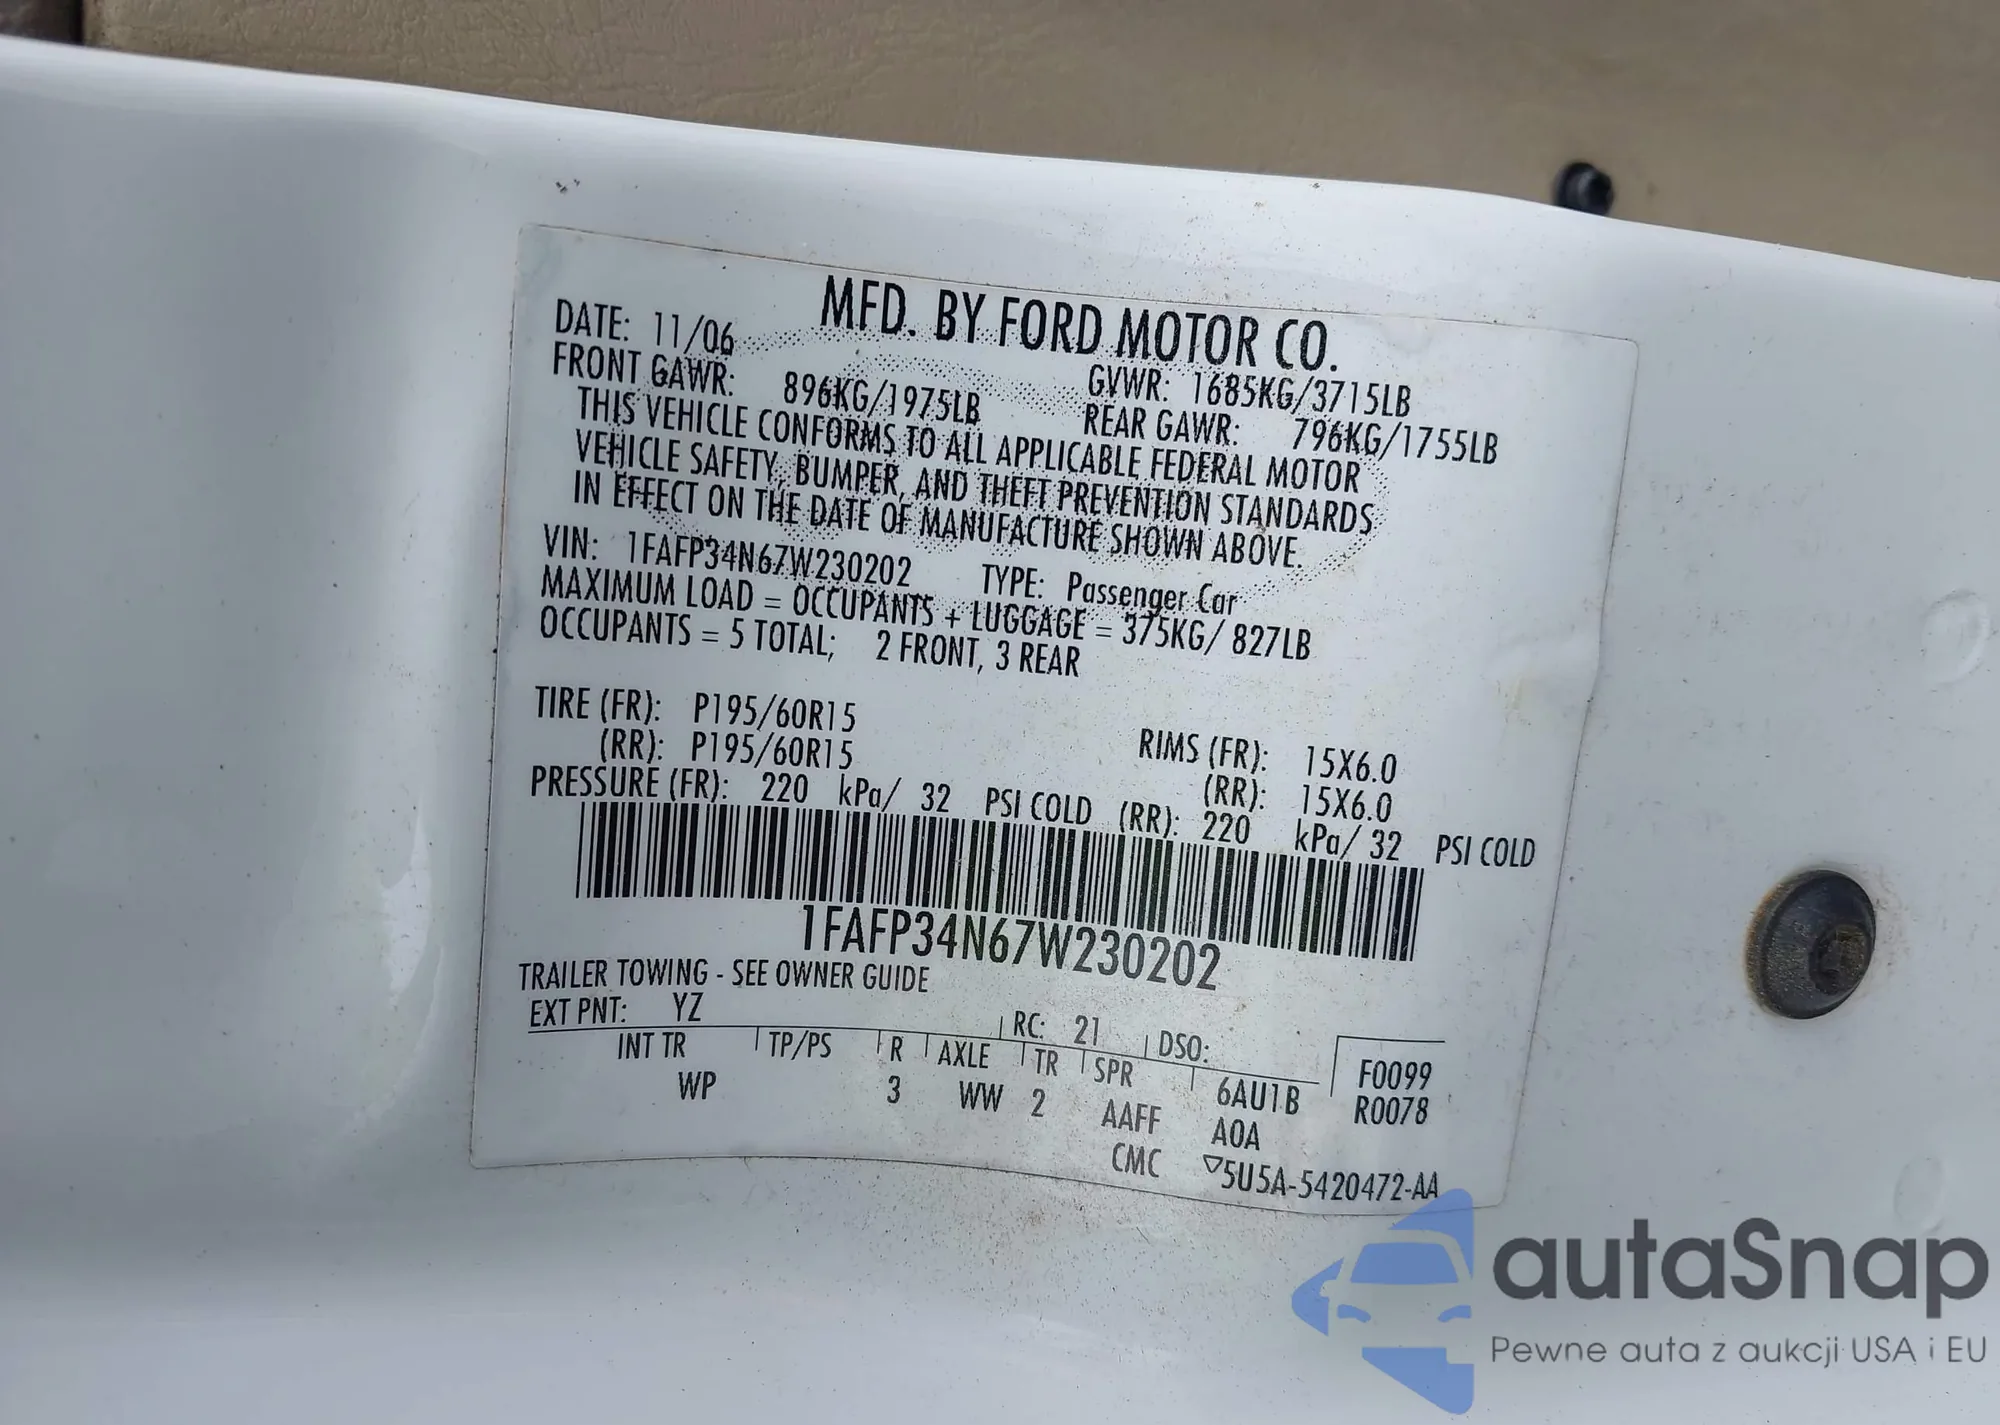 MFD. BY FORD MOTOR CO.
DATE: 11/06 GVWR: 1685KG/3715LB
FRONT GAWR: 896KG/1975LB REAR GAWR: 796KG/1755LB
THIS VEHICLE CONFORMS TO ALL APPLICABLE FEDERAL MOTOR
VEHICLE SAFETY, BUMPER, AND THEFT PREVENTION STANDARDS
IN EFFECT ON THE DATE OF MANUFACTURE SHOWN ABOVE.
VIN: 1FAFP34N67W230202 TYPE: Passenger Car
MAXIMUM LOAD = OCCUPANTS + LUGGAGE = 375KG/ 827LB
OCCUPANTS = 5 TOTAL; 2 FRONT, 3 REAR
TIRE (FR): P195/60R15 RIMS (FR): 15X6.0
(RR): P195/60R15 (RR): 15X6.0
PRESSURE (FR): 220 kPa/ 32 PSI COLD (RR): 220 kPa/ 32 PSI COLD
1FAFP34N67W230202
TRAILER TOWING - SEE OWNER GUIDE
EXT PNT: YZ RC: 21 DSO: F0099
INT TR TP/PS R AXLE TR SPR 6AU1B R0078
WP 3 WW 2 AAFF A0A
CMC ▽5U5A-5420472-AA
autaSnap
Pewne auta z aukcji USA i EU